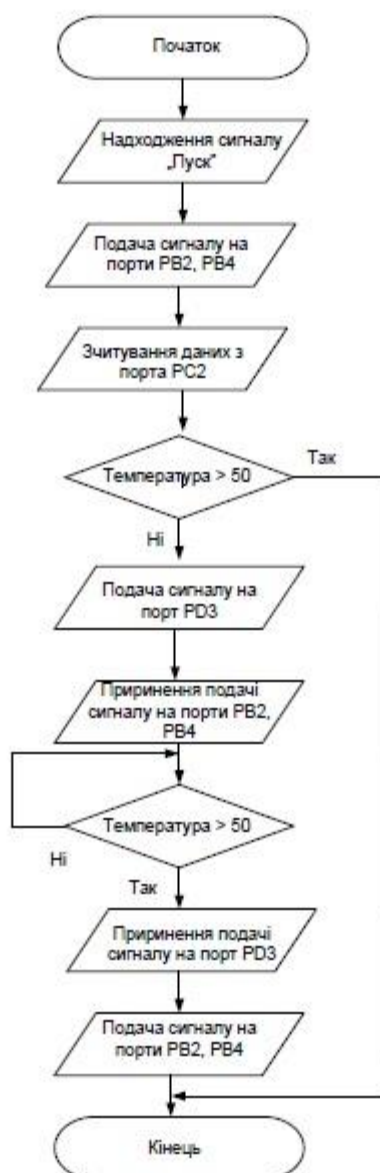 Початок
Надходження сигналу
„Пуск”
Подача сигналу на
порти PB2, PB4
Зчитування даних з
порта PC2
Температура > 50
Так
Ні
Подача сигналу на
порт PD3
Приринення подачі
сигналу на порти PB2,
PB4
Температура > 50
Ні
Так
Приринення подачі
сигналу на порт PD3
Подача сигналу на
порти PB2, PB4
Кінець